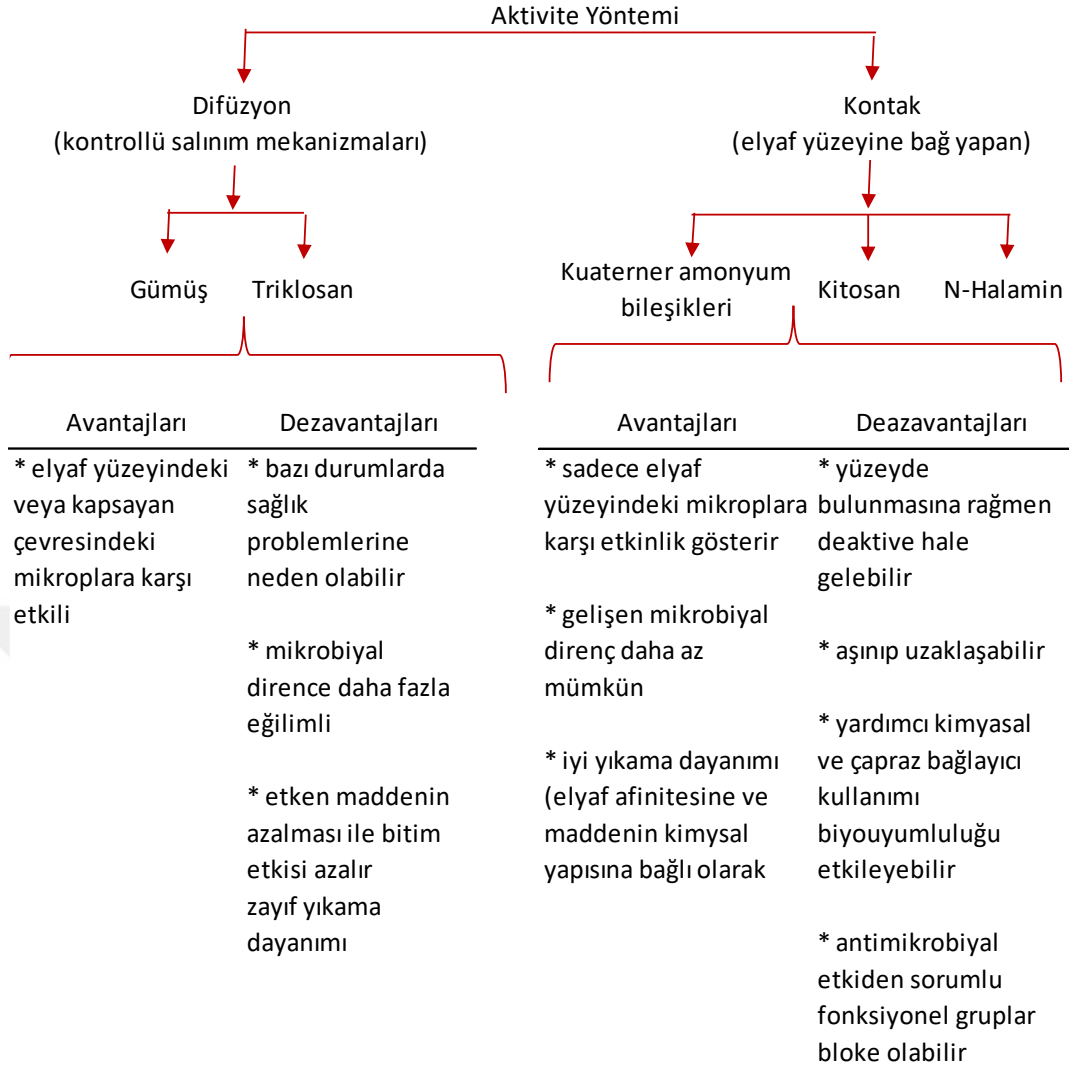 Aktivite Yöntemi
Difüzyon
(kontrollü salınım mekanizmaları)
Kontak
(elyaf yüzeyine bağ yapan)
Gümüş
Triklosan
Kuaterner amonyum
bileşikleri
Kitosan
N-Halamin
Avantajları
* elyaf yüzeyindeki
veya kapsayan
çevresindeki
mikroplara karşı
etkili
Dezavantajları
* bazı durumlarda
sağlık
problemlerine
neden olabilir
* mikrobiyal
dirence daha fazla
eğilimli
* etken maddenin
azalması ile bitim
etkisi azalır
zayıf yıkama
dayanımı
Avantajları
* sadece elyaf
yüzeyindeki mikroplara
karşı etkinlik gösterir
* gelişen mikrobiyal
direnç daha az
mümkün
* iyi yıkama dayanımı
(elyaf afinitesine ve
maddenin kimysal
yapısına bağlı olarak
Deazavantajları
* yüzeyde
bulunmasına rağmen
deaktive hale
gelebilir
* aşınıp uzaklaşabilir
* yardımcı kimyasal
ve çapraz bağlayıcı
kullanımı
biyouyumluluğu
etkileyebilir
* antimikrobiyal
etkiden sorumlu
fonksiyonel gruplar
bloke olabilir